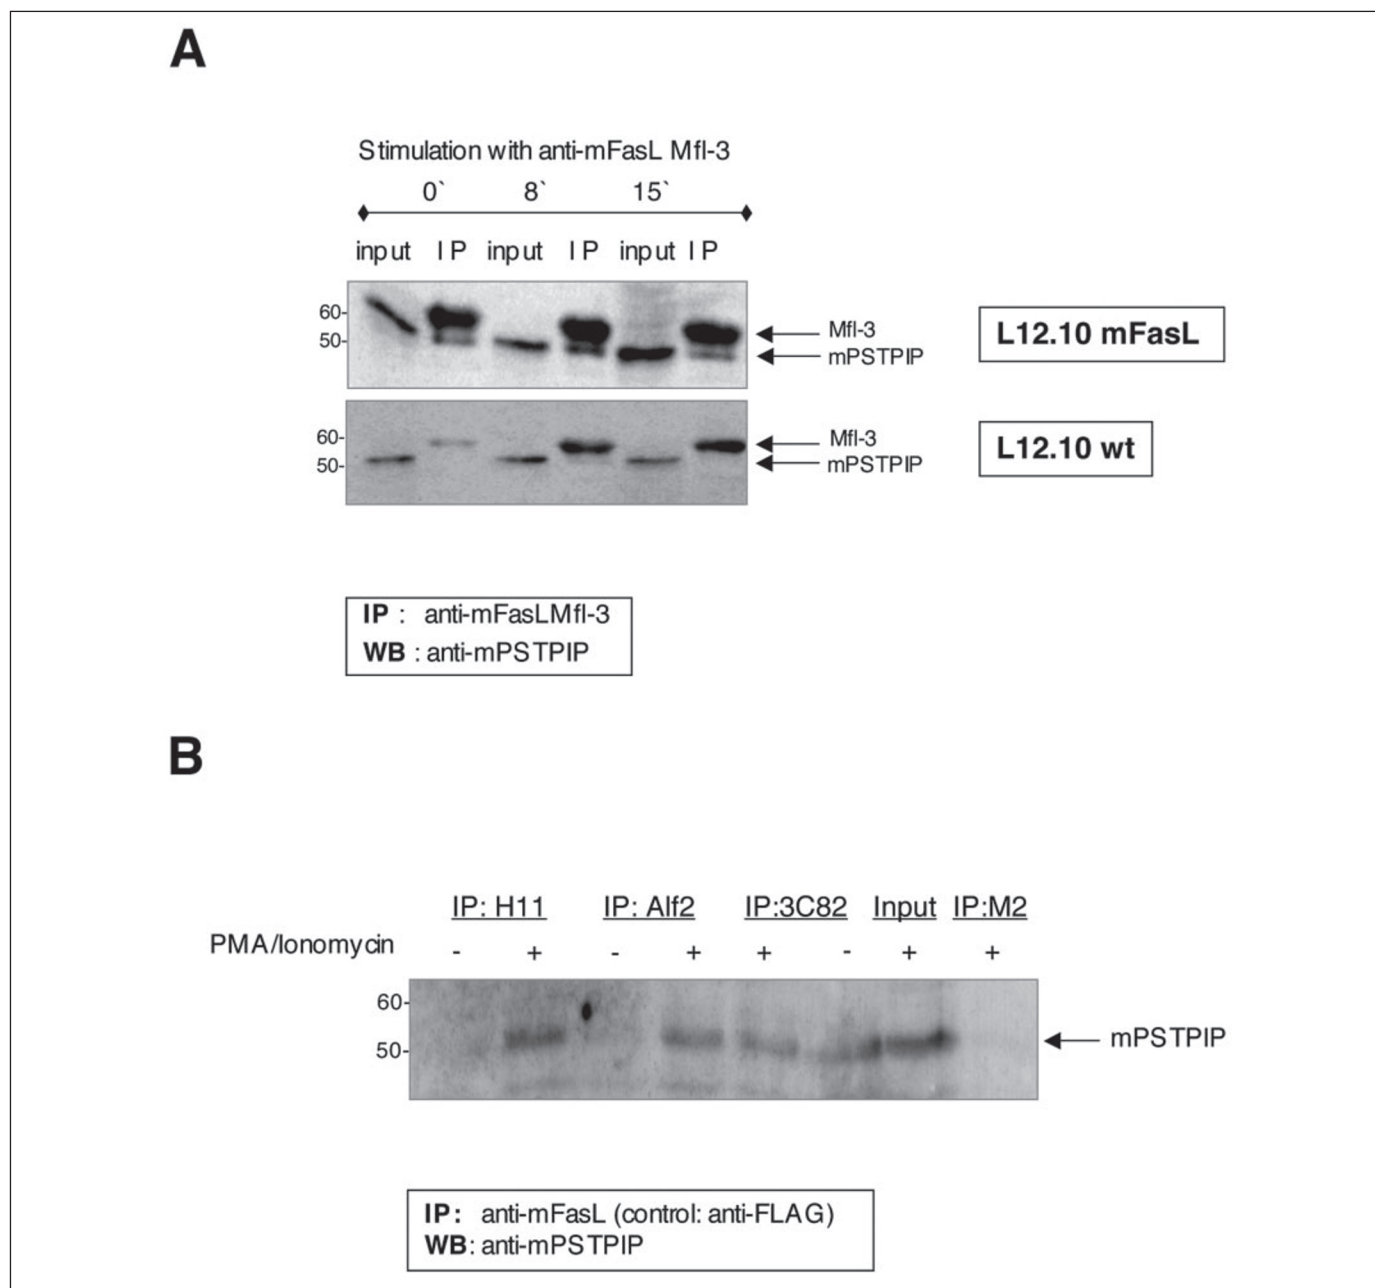 A
Stimulation with anti-mFasL Mfl-3
0` 8` 15`
input IP input IP input IP
60-
50-
Mfl-3
mPSTPIP
L12.10 mFasL
60-
50-
Mfl-3
mPSTPIP
L12.10 wt
IP : anti-mFasLMfl-3
WB : anti-mPSTPIP
B
IP: H11 IP: Alf2 IP:3C82 Input IP:M2
PMA/Ionomycin - + - + + - + +
60-
50-
mPSTPIP
IP: anti-mFasL (control: anti-FLAG)
WB: anti-mPSTPIP